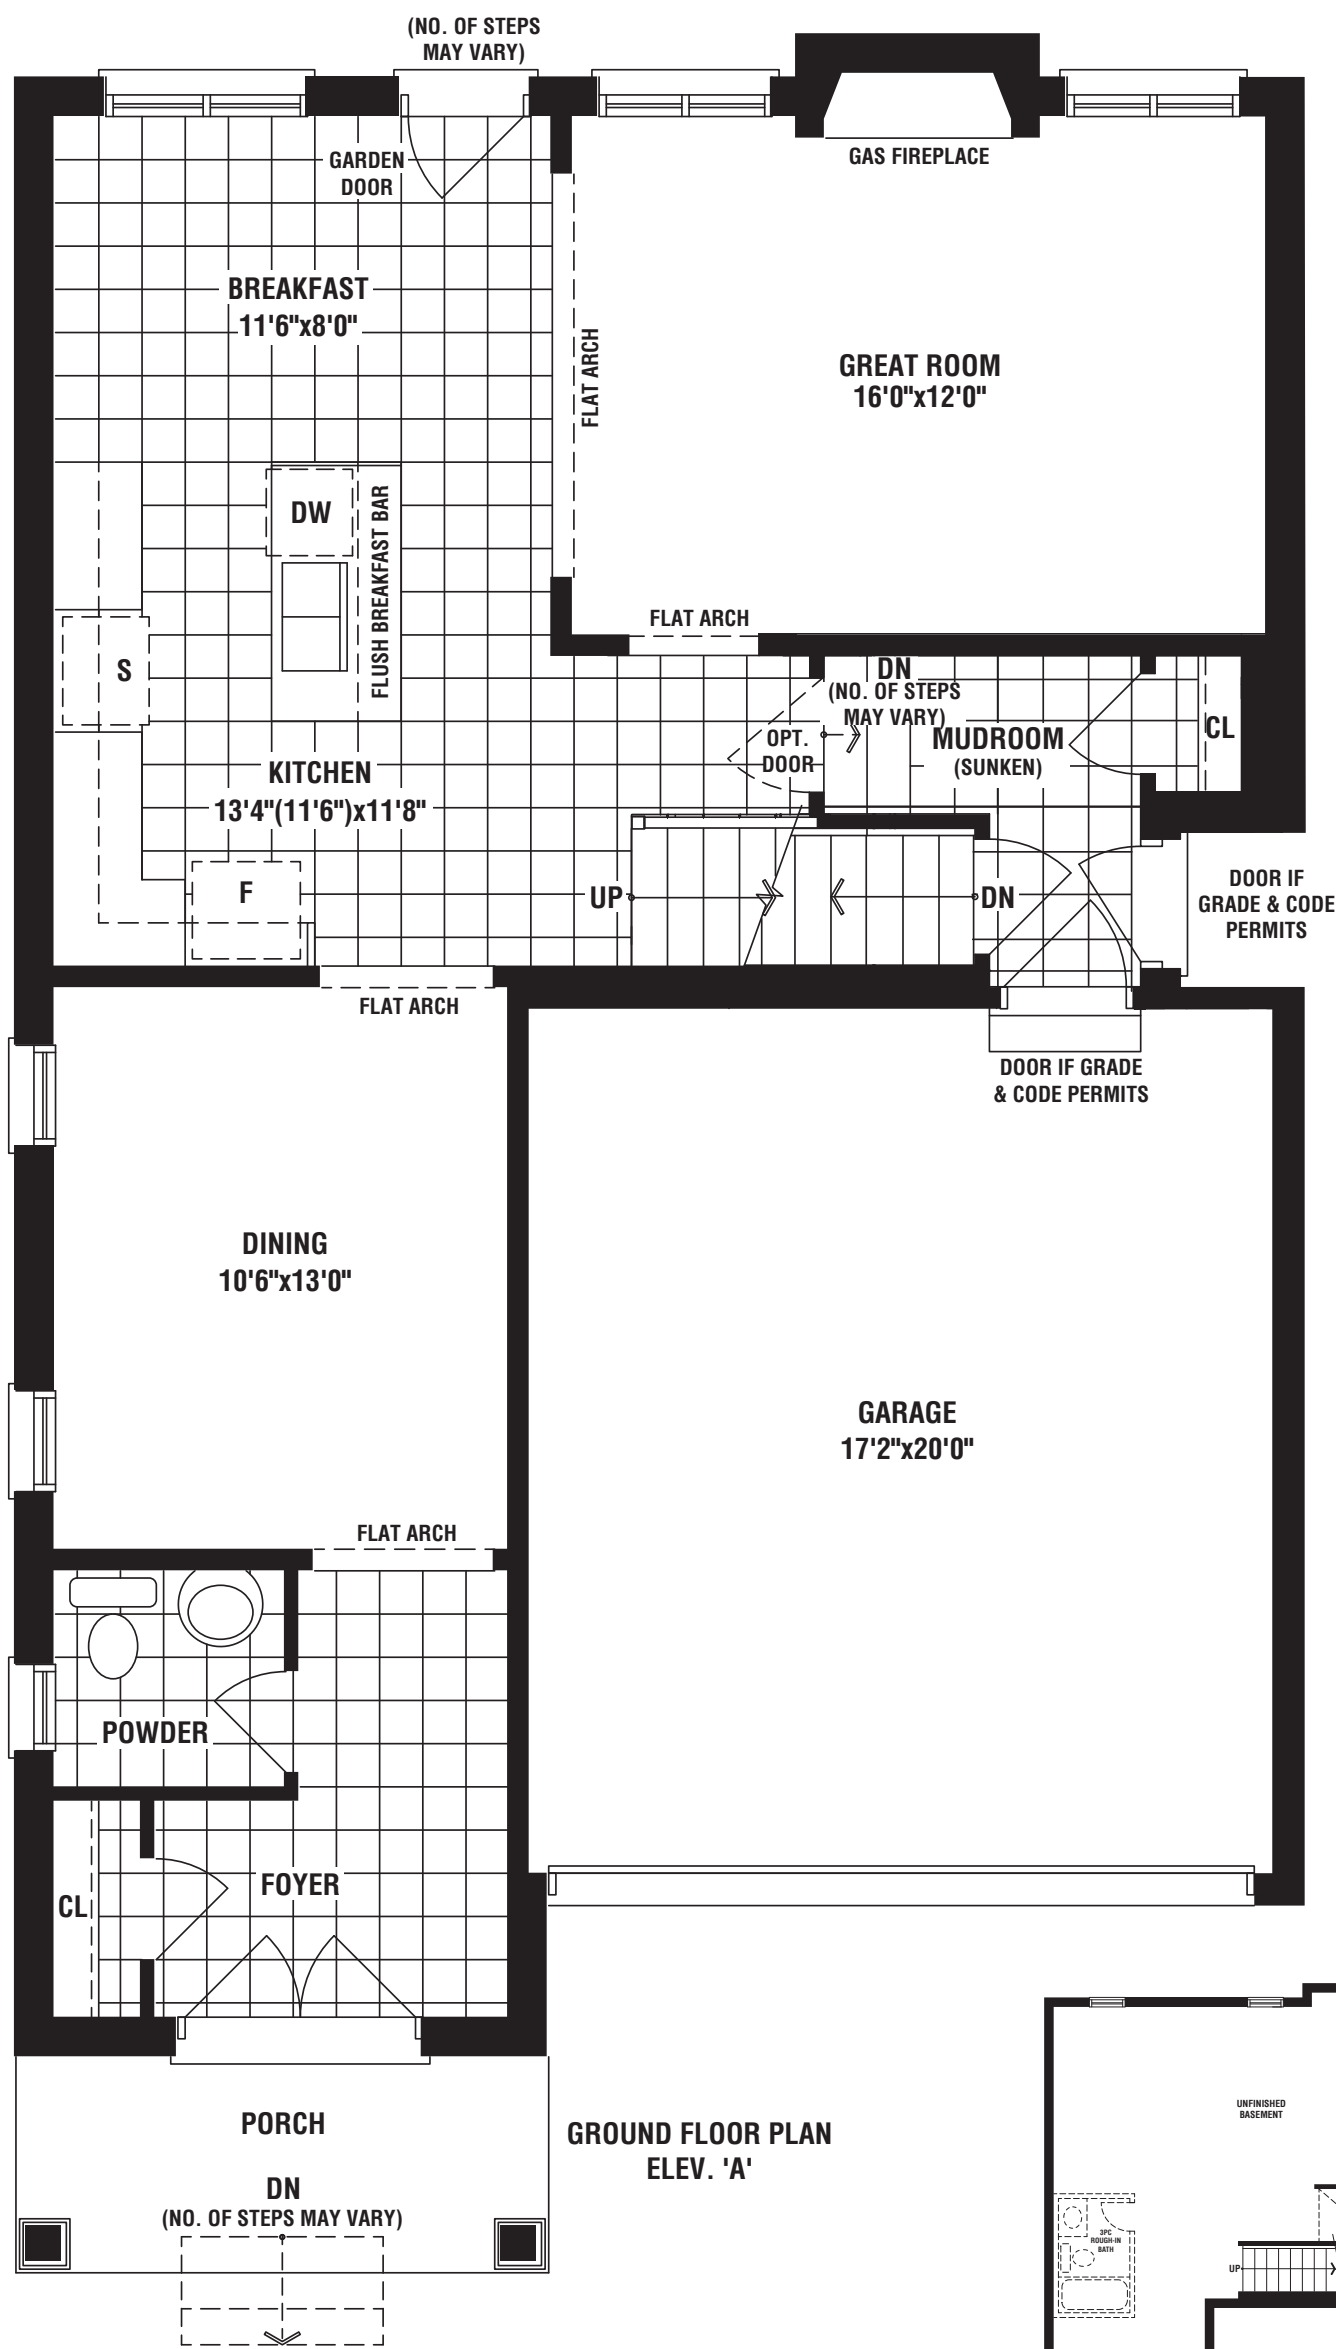 (NO. OF STEPS
MAY VARY)
GARDEN
DOOR
GAS FIREPLACE
BREAKFAST
11'6"x8'0"
FLAT ARCH
GREAT ROOM
16'0"x12'0"
DW
FLUSH BREAKFAST BAR
S
FLAT ARCH
DN
(NO. OF STEPS
MAY VARY)
OPT.
DOOR
MUDROOM
(SUNKEN)
CL
KITCHEN
13'4"(11'6")x11'8"
F
UP
DN
DOOR IF
GRADE & CODE
PERMITS
FLAT ARCH
DOOR IF GRADE
& CODE PERMITS
DINING
10'6"x13'0"
GARAGE
17'2"x20'0"
FLAT ARCH
POWDER
FOYER
CL
PORCH
DN
(NO. OF STEPS MAY VARY)
GROUND FLOOR PLAN
ELEV. 'A'
UNFINISHED
BASEMENT
3PC
ROUGH-IN
BATH
UP